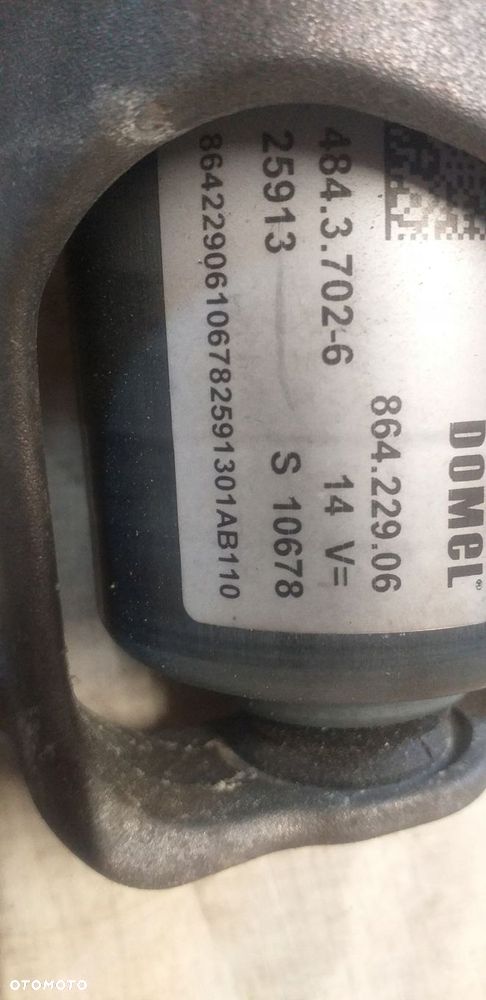 DOMEL®
864.229.06
484.3.702-6 14 V=
25913 S 10678
86422906106782591301AB110
OTOMOTO